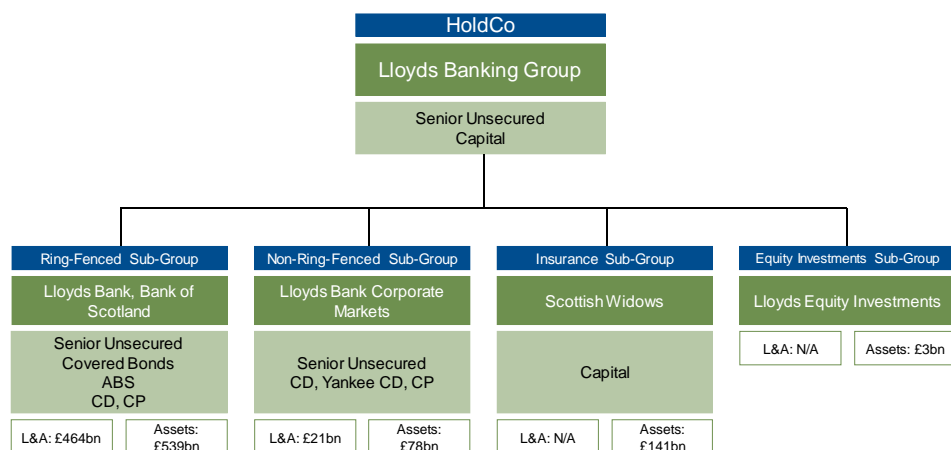 HoldCo
Lloyds Banking Group
Senior Unsecured
Capital
Ring-Fenced Sub-Group
Lloyds Bank, Bank of
Scotland
Senior Unsecured
Covered Bonds
ABS
CD, CP
L&A: £464bn
Assets:
£539bn
Non-Ring-Fenced Sub-Group
Lloyds Bank Corporate
Markets
Senior Unsecured
CD, Yankee CD, CP
L&A: £21bn
Assets:
£78bn
Insurance Sub-Group
Scottish Widows
Capital
L&A: N/A
Assets:
£141bn
Equity Investments Sub-Group
Lloyds Equity Investments
L&A: N/A
Assets: £3bn